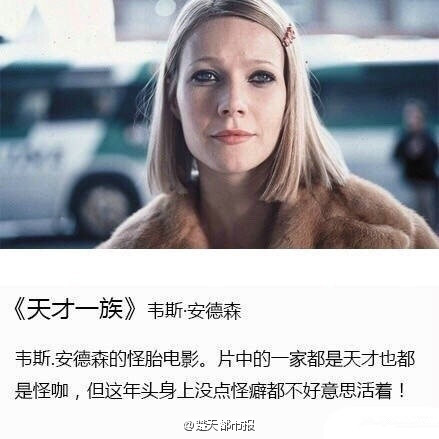 《天才一族》韦斯·安德森
韦斯.安德森的怪胎电影。片中的一家都是天才也都
是怪咖，但这年头身上没点怪癖都不好意思活着！
@楚天都市报